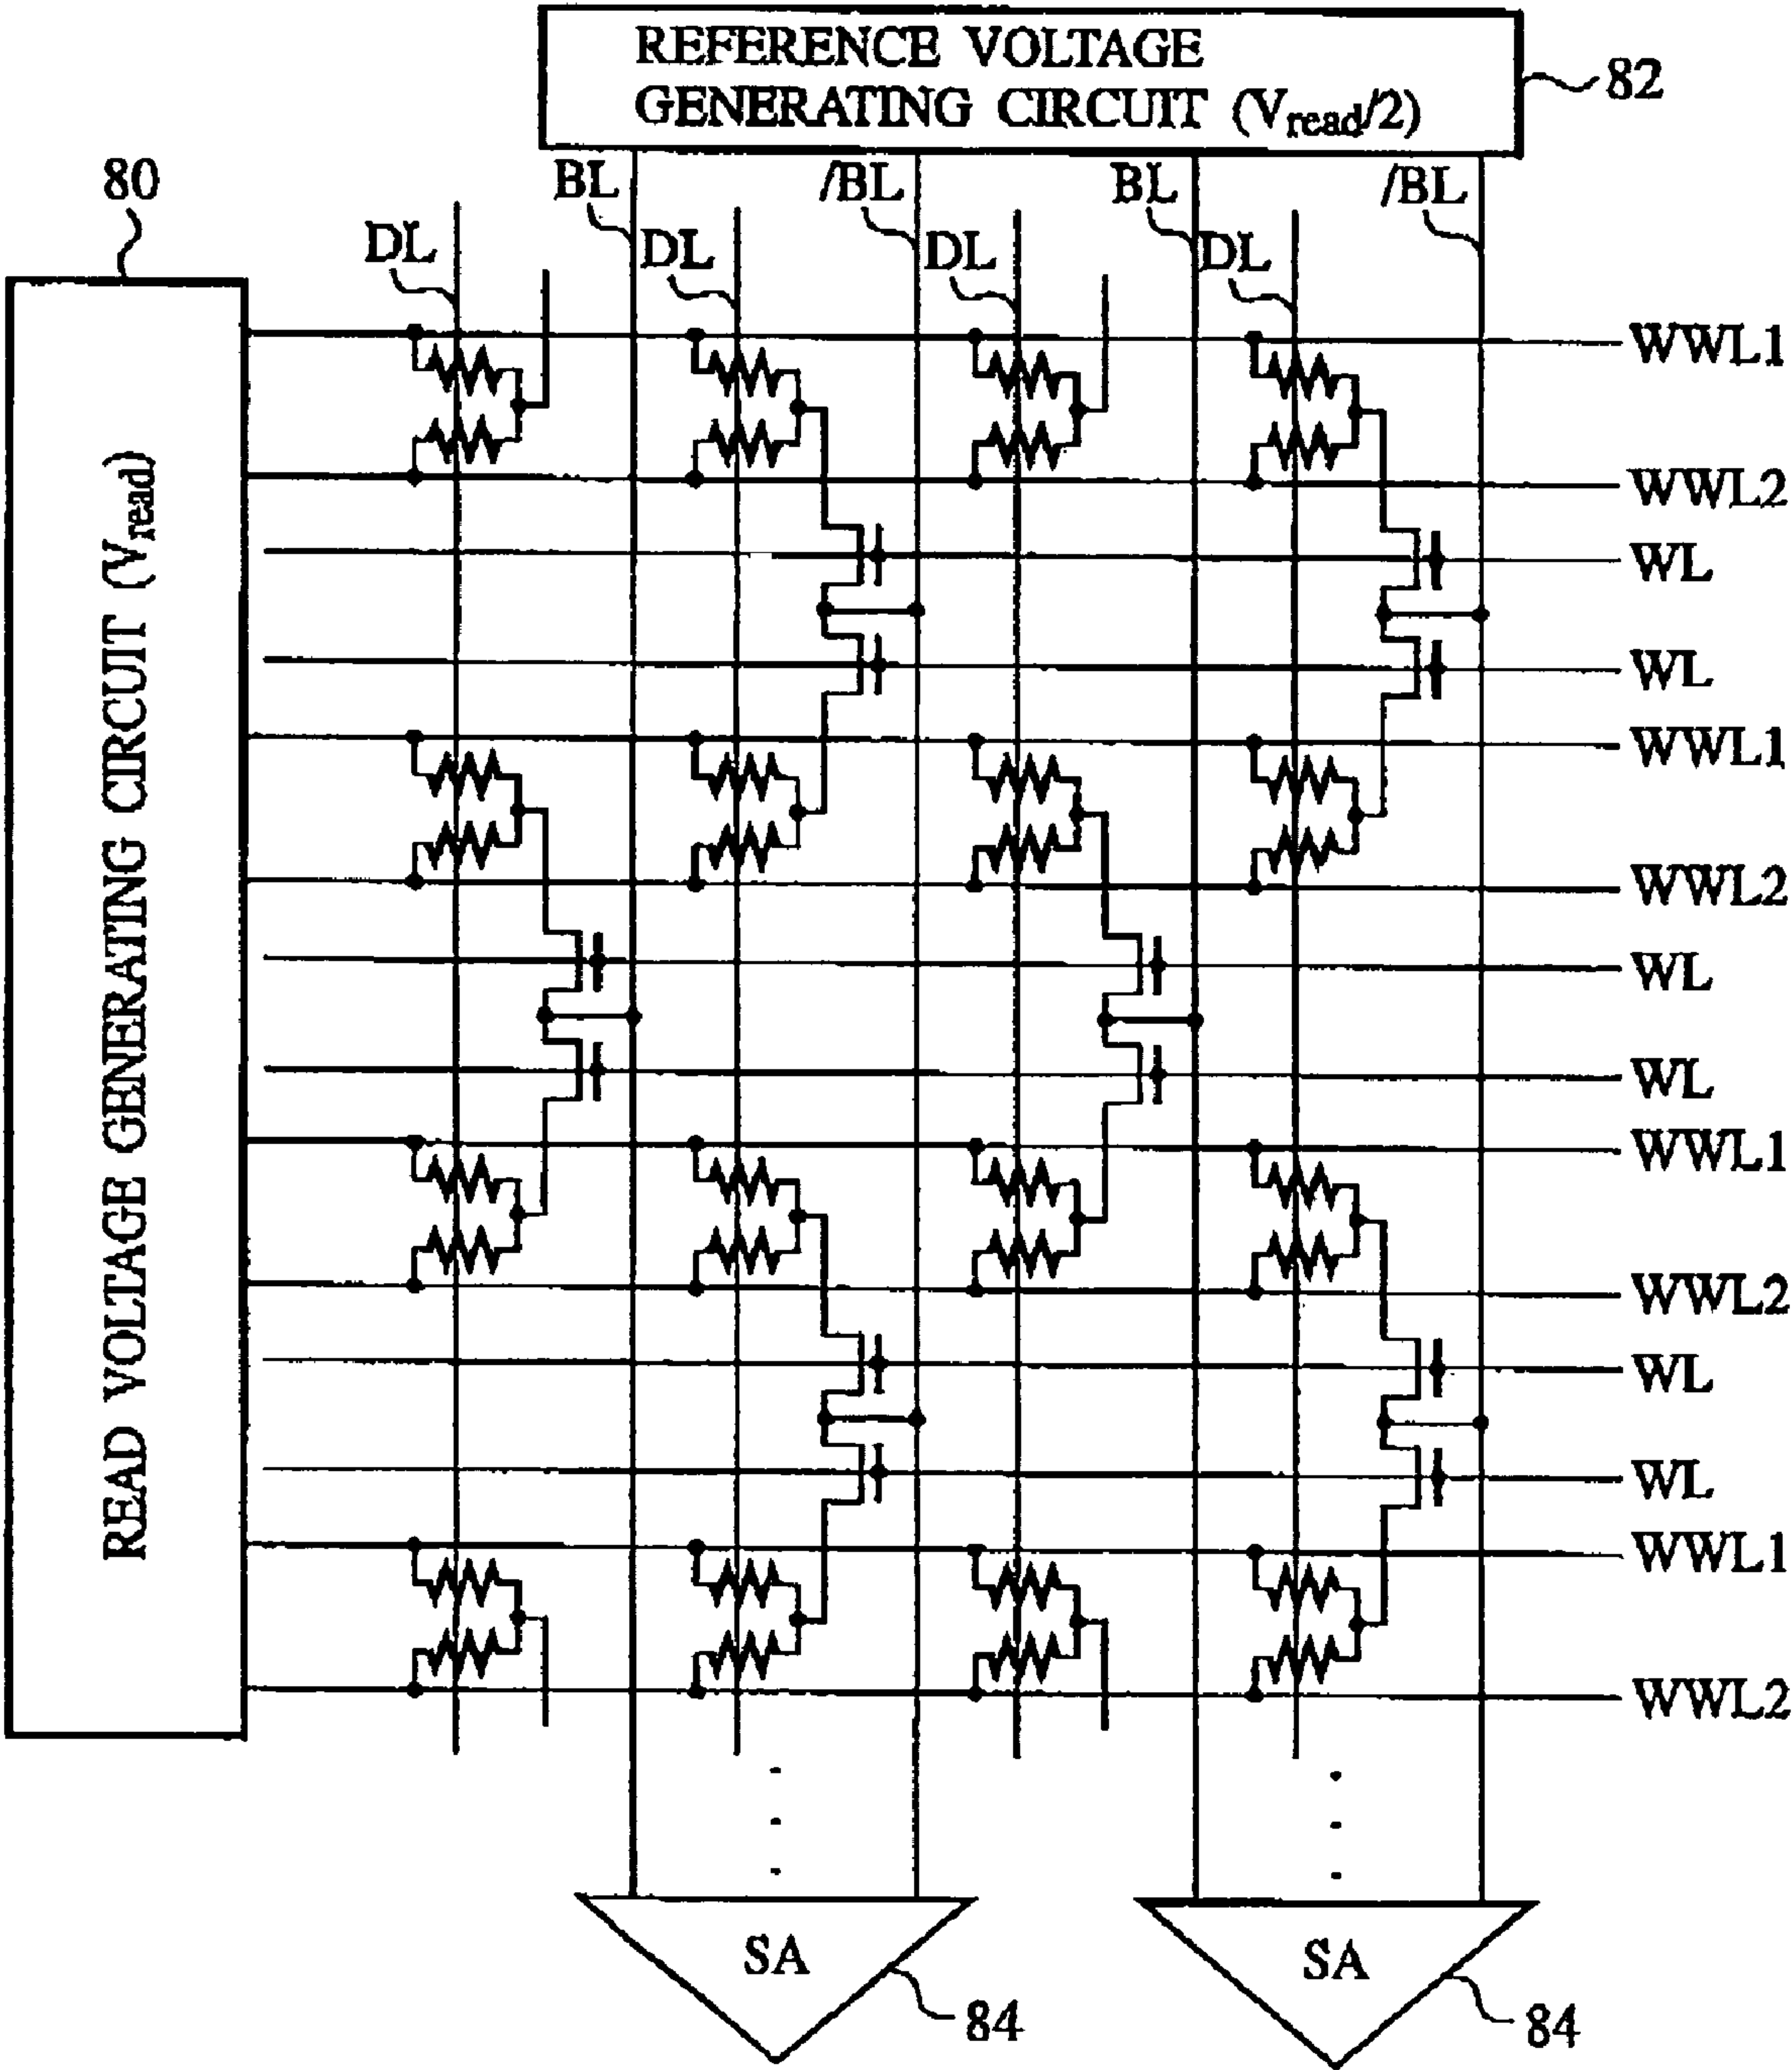 REFERENCE VOLTAGE
GENERATING CIRCUIT (Vread/2)
82
80
BL
/BL
BL
/BL
DL
DL
DL
DL
READ VOLTAGE GENERATING CIRCUIT (Vread)
WWL1
WWL2
WL
WL
WWL1
WWL2
WL
WL
WWL1
WWL2
WL
WL
WWL1
WWL2
SA
SA
84
84